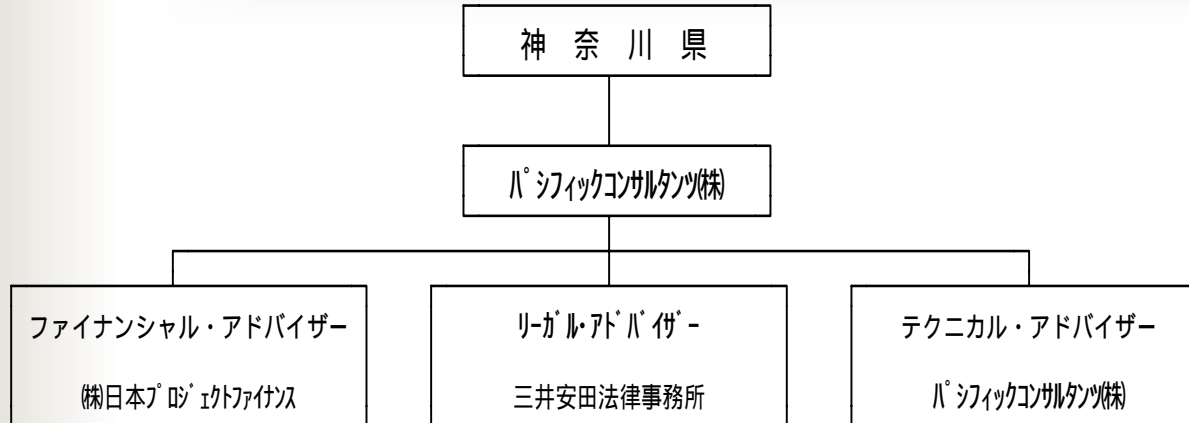 神 奈 川 県
ﾊﾟｼﾌｨｯｸｺﾝｻﾙﾀﾝﾂ㈱
ファイナンシャル・アドバイザー
㈱日本ﾌﾟﾛｼﾞｪｸﾄﾌｧｲﾅﾝｽ
ﾘｰｶﾞﾙ・ｱﾄﾞﾊﾞｲｻﾞｰ
三井安田法律事務所
テクニカル・アドバイザー
ﾊﾟｼﾌｨｯｸｺﾝｻﾙﾀﾝﾂ㈱